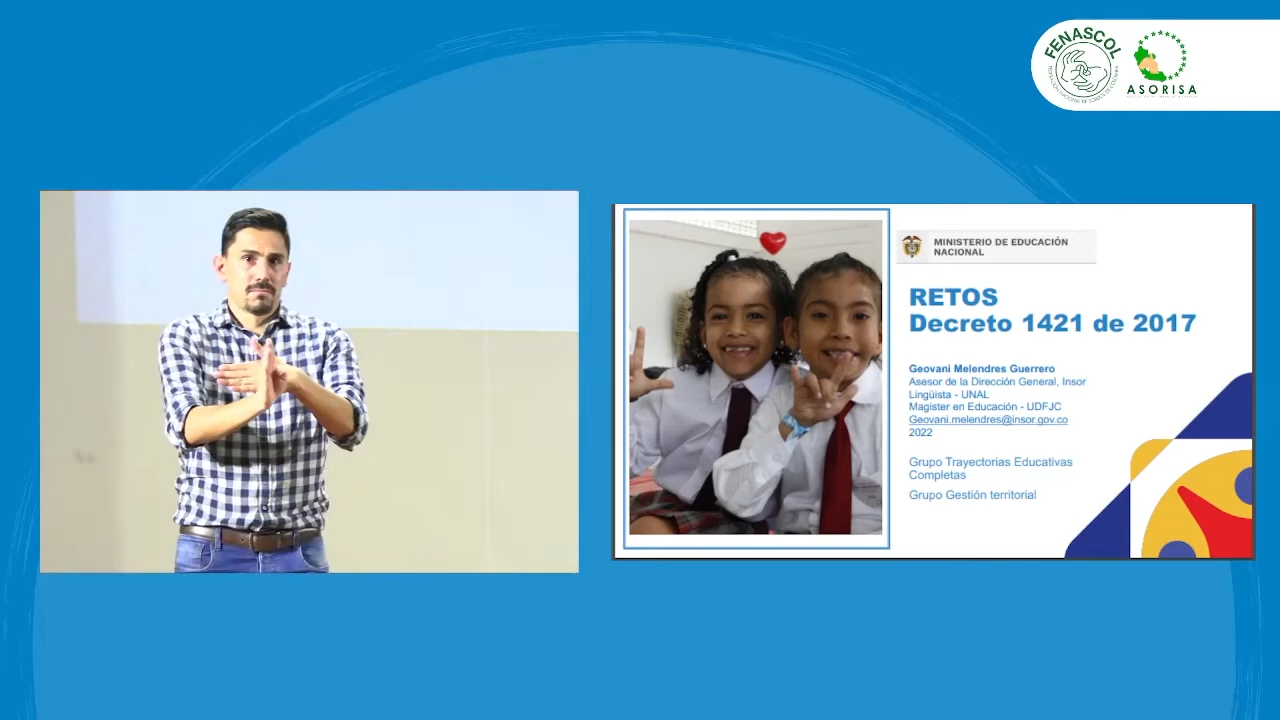 FENASCOL
ASORISA
MINISTERIO DE EDUCACIÓN
NACIONAL
RETOS
Decreto 1421 de 2017
Geovani Melendres Guerrero
Asesor de la Dirección General, Insor
Lingüista - UNAL
Magister en Educación - UDFJC
Geovani.melendres@insor.gov.co
2022
Grupo Trayectorias Educativas
Completas
Grupo Gestión territorial